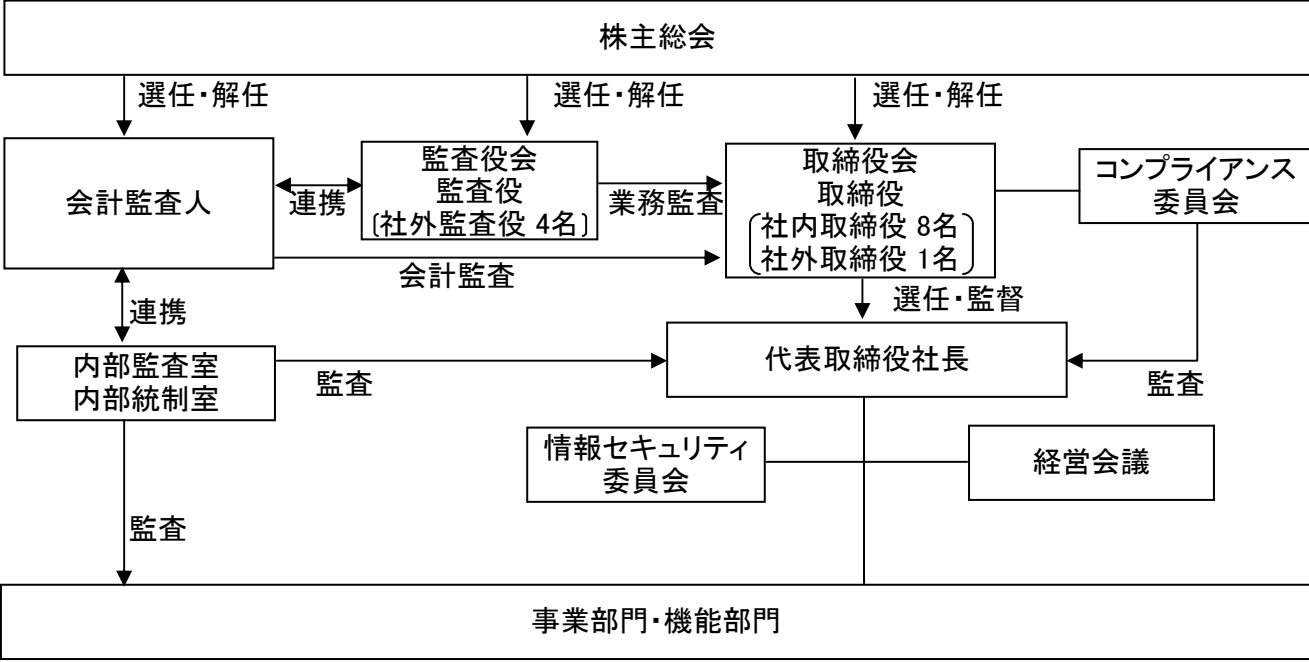 株主総会
選任・解任
選任・解任
選任・解任
会計監査人
連携
監査役会
監査役
(社外監査役 4名)
業務監査
取締役会
取締役
(社内取締役 8名
社外取締役 1名)
コンプライアンス
委員会
会計監査
連携
選任・監督
内部監査室
内部統制室
監査
代表取締役社長
監査
情報セキュリティ
委員会
経営会議
監査
事業部門・機能部門